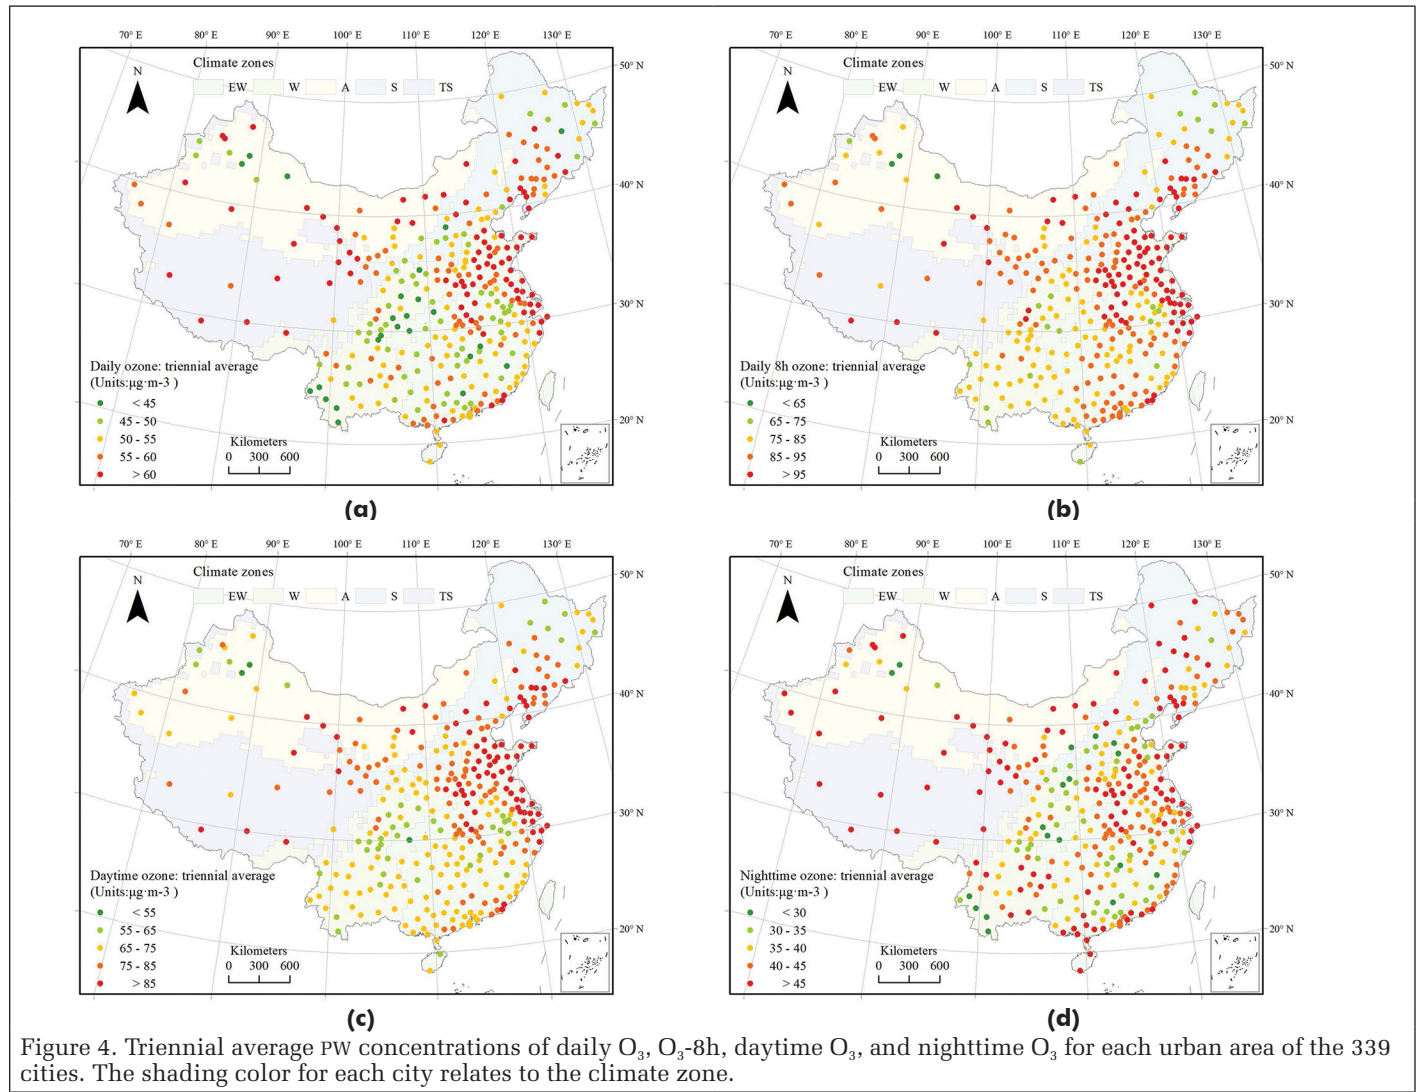 70° E 80° E 90° E 100° E 110° E 120° E 130° E
50° N
40° N
30° N
20° N
N
Climate zones
EW W A S TS
Daily ozone: triennial average
(Units:μg·m-3 )
< 45
45 - 50
50 - 55
55 - 60
> 60
Kilometers
0 300 600
(a)
70° E 80° E 90° E 100° E 110° E 120° E 130° E
50° N
40° N
30° N
20° N
N
Climate zones
EW W A S TS
Daily 8h ozone: triennial average
(Units:μg·m-3 )
< 65
65 - 75
75 - 85
85 - 95
> 95
Kilometers
0 300 600
(b)
70° E 80° E 90° E 100° E 110° E 120° E 130° E
50° N
40° N
30° N
20° N
N
Climate zones
EW W A S TS
Daytime ozone: triennial average
(Units:μg·m-3 )
< 55
55 - 65
65 - 75
75 - 85
> 85
Kilometers
0 300 600
(c)
70° E 80° E 90° E 100° E 110° E 120° E 130° E
50° N
40° N
30° N
20° N
N
Climate zones
EW W A S TS
Nighttime ozone: triennial average
(Units:μg·m-3 )
< 30
30 - 35
35 - 40
40 - 45
> 45
Kilometers
0 300 600
(d)
Figure 4. Triennial average PW concentrations of daily O₃, O₃-8h, daytime O₃, and nighttime O₃ for each urban area of the 339
cities. The shading color for each city relates to the climate zone.